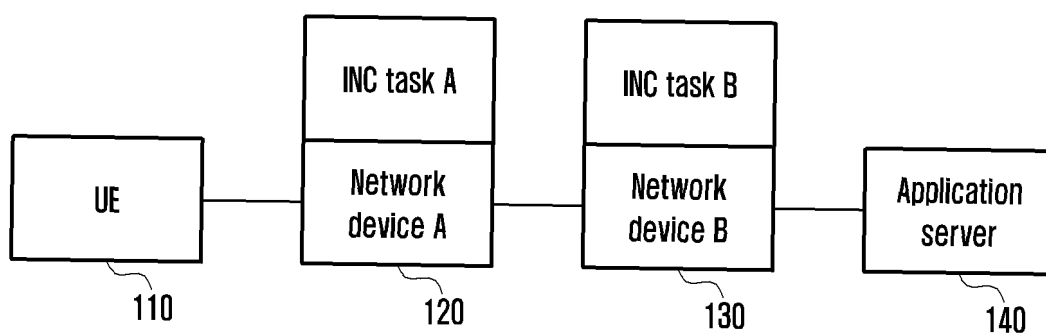 INC task A
INC task B
UE
Network
device A
Network
device B
Application
server
110
120
130
140